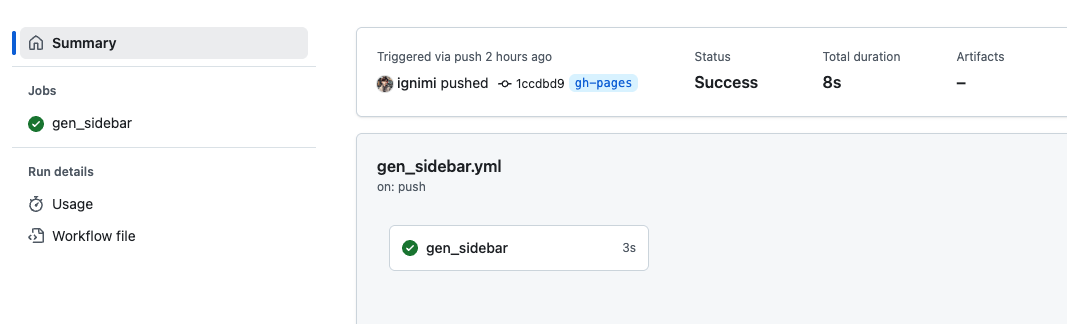 Summary
Jobs
gen_sidebar
Run details
Usage
Workflow file
Triggered via push 2 hours ago
ignimi pushed 1ccdbd9 gh-pages
Status
Success
Total duration
8s
Artifacts
–
gen_sidebar.yml
on: push
gen_sidebar 3s